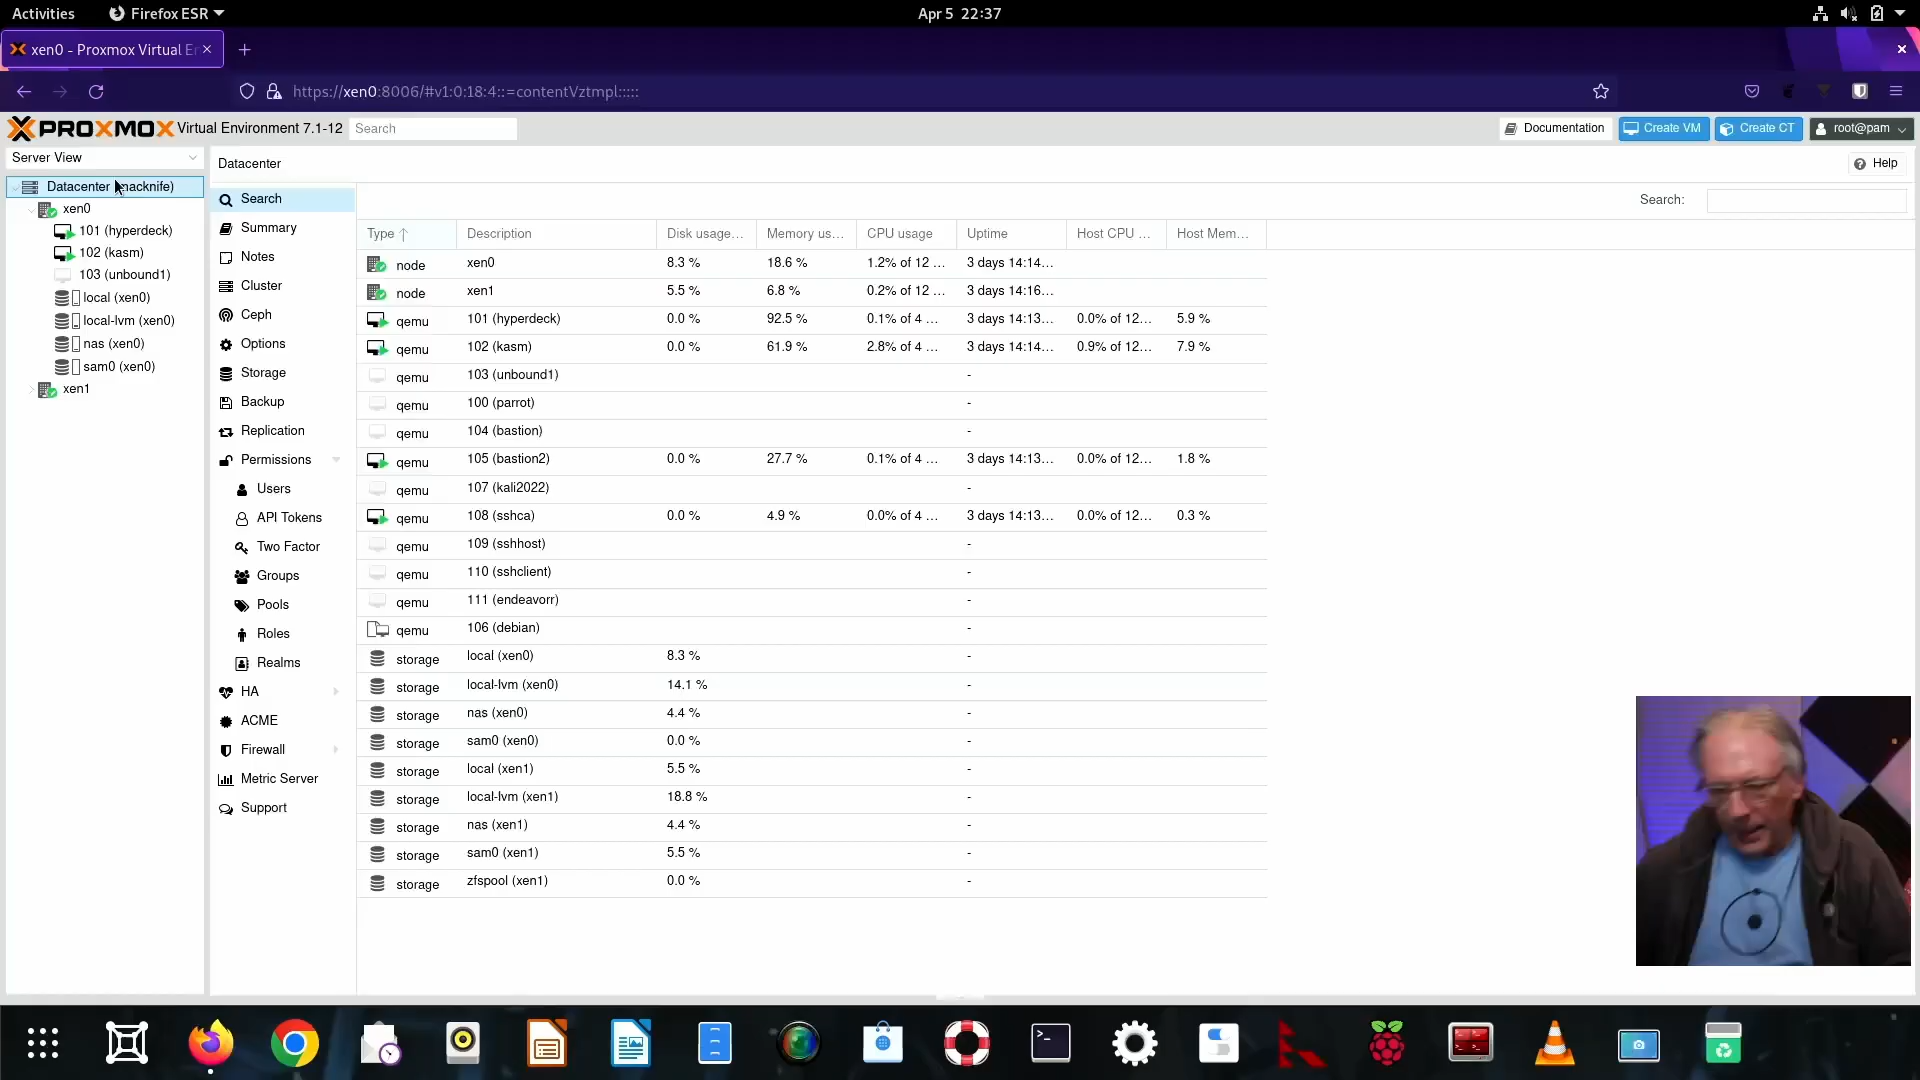 Activities
Firefox ESR
Apr 5 22:37
xen0 - Proxmox Virtual E
https://xen0:8006/#v1:0:18:4::=contentVztmpl:::::
PROXMOX Virtual Environment 7.1-12
Search
Documentation
Create VM
Create CT
root@pam
Server View
Datacenter
Help
Datacenter
xen0
101 (hyperdeck)
102 (kasm)
103 (unbound1)
local (xen0)
local-lvm (xen0)
nas (xen0)
sam0 (xen0)
xen1
Search
Summary
Notes
Cluster
Ceph
Options
Storage
Backup
Replication
Permissions
Users
API Tokens
Two Factor
Groups
Pools
Roles
Realms
HA
ACME
Firewall
Metric Server
Support
Search:
Type Description Disk usage... Memory us... CPU usage Uptime Host CPU ... Host Mem...
node xen0 8.3 % 18.6 % 1.2% of 12 ... 3 days 14:14...
node xen1 5.5 % 6.8 % 0.2% of 12 ... 3 days 14:16...
qemu 101 (hyperdeck) 0.0 % 92.5 % 0.1% of 4 ... 3 days 14:13... 0.0% of 12... 5.9 %
qemu 102 (kasm) 0.0 % 61.9 % 2.8% of 4 ... 3 days 14:14... 0.9% of 12... 7.9 %
qemu 103 (unbound1) -
qemu 100 (parrot) -
qemu 104 (bastion) -
qemu 105 (bastion2) 0.0 % 27.7 % 0.1% of 4 ... 3 days 14:13... 0.0% of 12... 1.8 %
qemu 107 (kali2022) -
qemu 108 (sshca) 0.0 % 4.9 % 0.0% of 4 ... 3 days 14:13... 0.0% of 12... 0.3 %
qemu 109 (sshhost) -
qemu 110 (sshclient) -
qemu 111 (endeavorr) -
qemu 106 (debian) -
storage local (xen0) 8.3 % -
storage local-lvm (xen0) 14.1 % -
storage nas (xen0) 4.4 % -
storage sam0 (xen0) 0.0 % -
storage local (xen1) 5.5 % -
storage local-lvm (xen1) 18.8 % -
storage nas (xen1) 4.4 % -
storage sam0 (xen1) 5.5 % -
storage zfspool (xen1) 0.0 % -